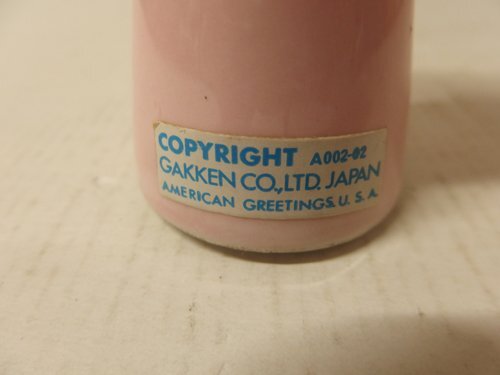 COPYRIGHT A002-02
GAKKEN CO.,LTD. JAPAN
AMERICAN GREETINGS. U. S. A.